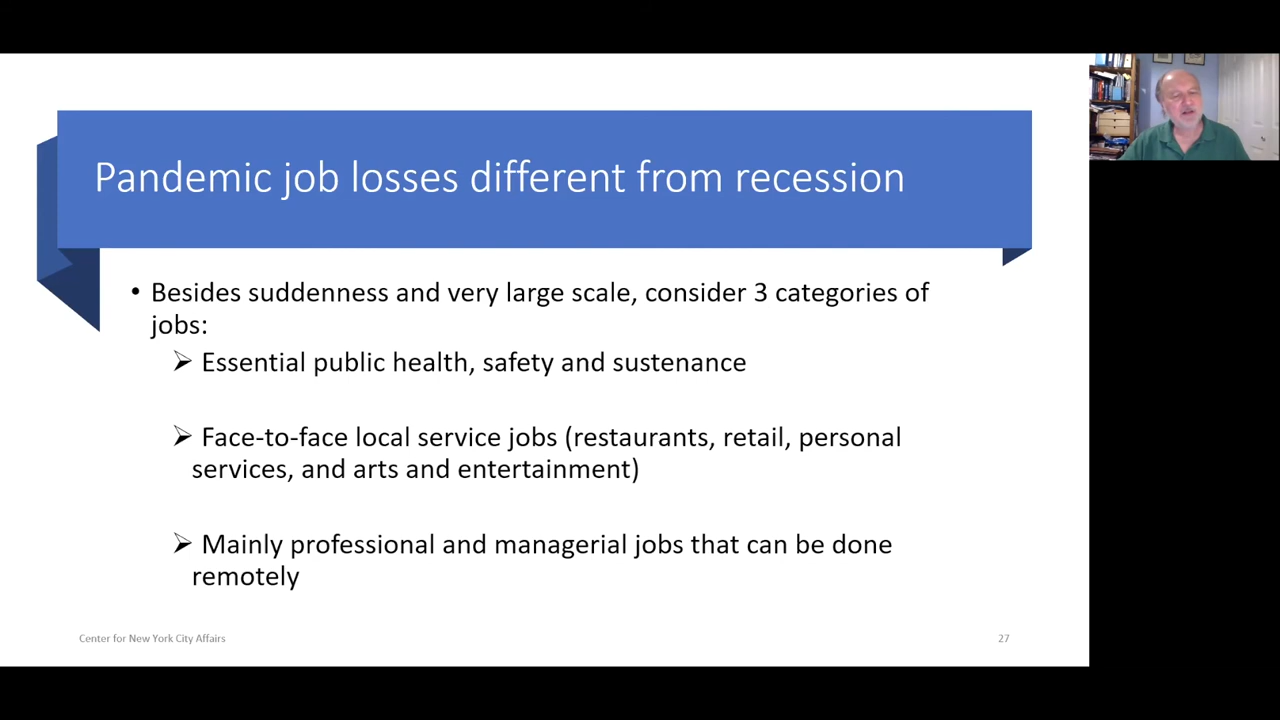 Pandemic job losses different from recession
• Besides suddenness and very large scale, consider 3 categories of
jobs:
➢ Essential public health, safety and sustenance
➢ Face-to-face local service jobs (restaurants, retail, personal
services, and arts and entertainment)
➢ Mainly professional and managerial jobs that can be done
remotely
Center for New York City Affairs
27